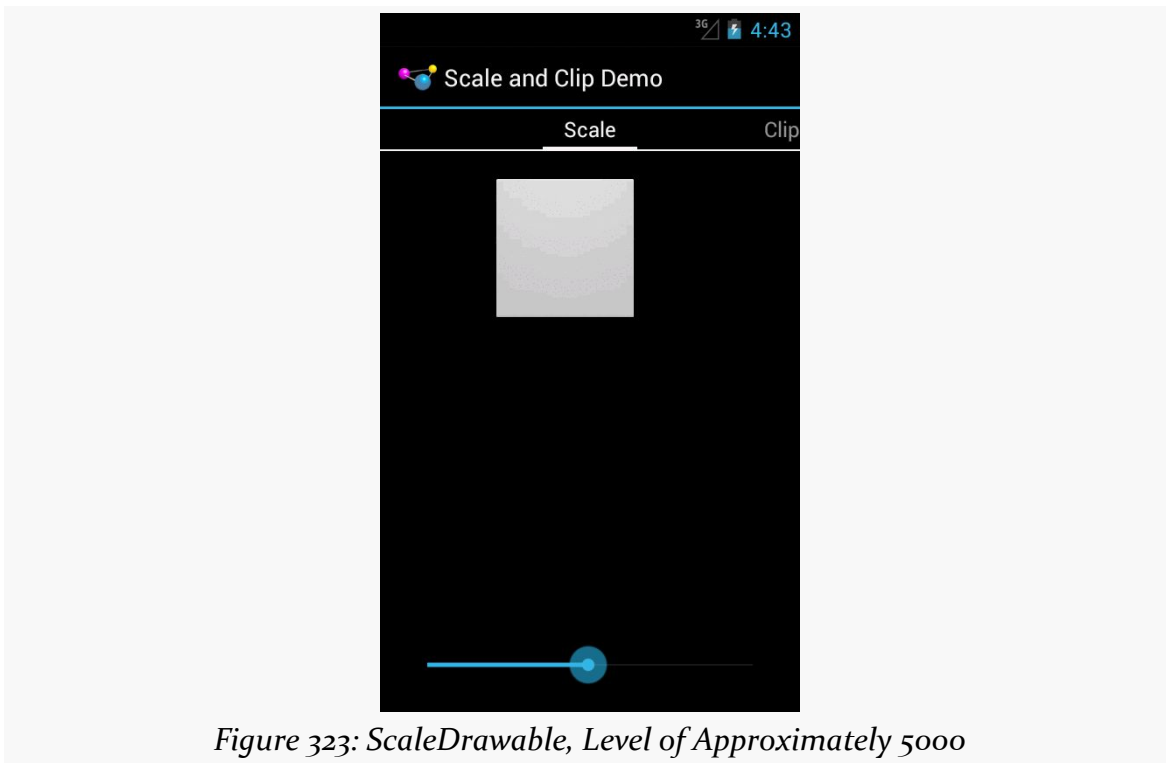 3G 4:43
Scale and Clip Demo
Scale Clip
Figure 323: ScaleDrawable, Level of Approximately 5000